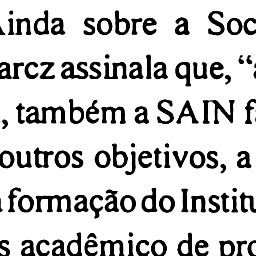 Ainda sobre a Soc
arcz assinala que, “a
, também a SAIN f
outros objetivos, a
formação do Institu
s acadêmico de pro